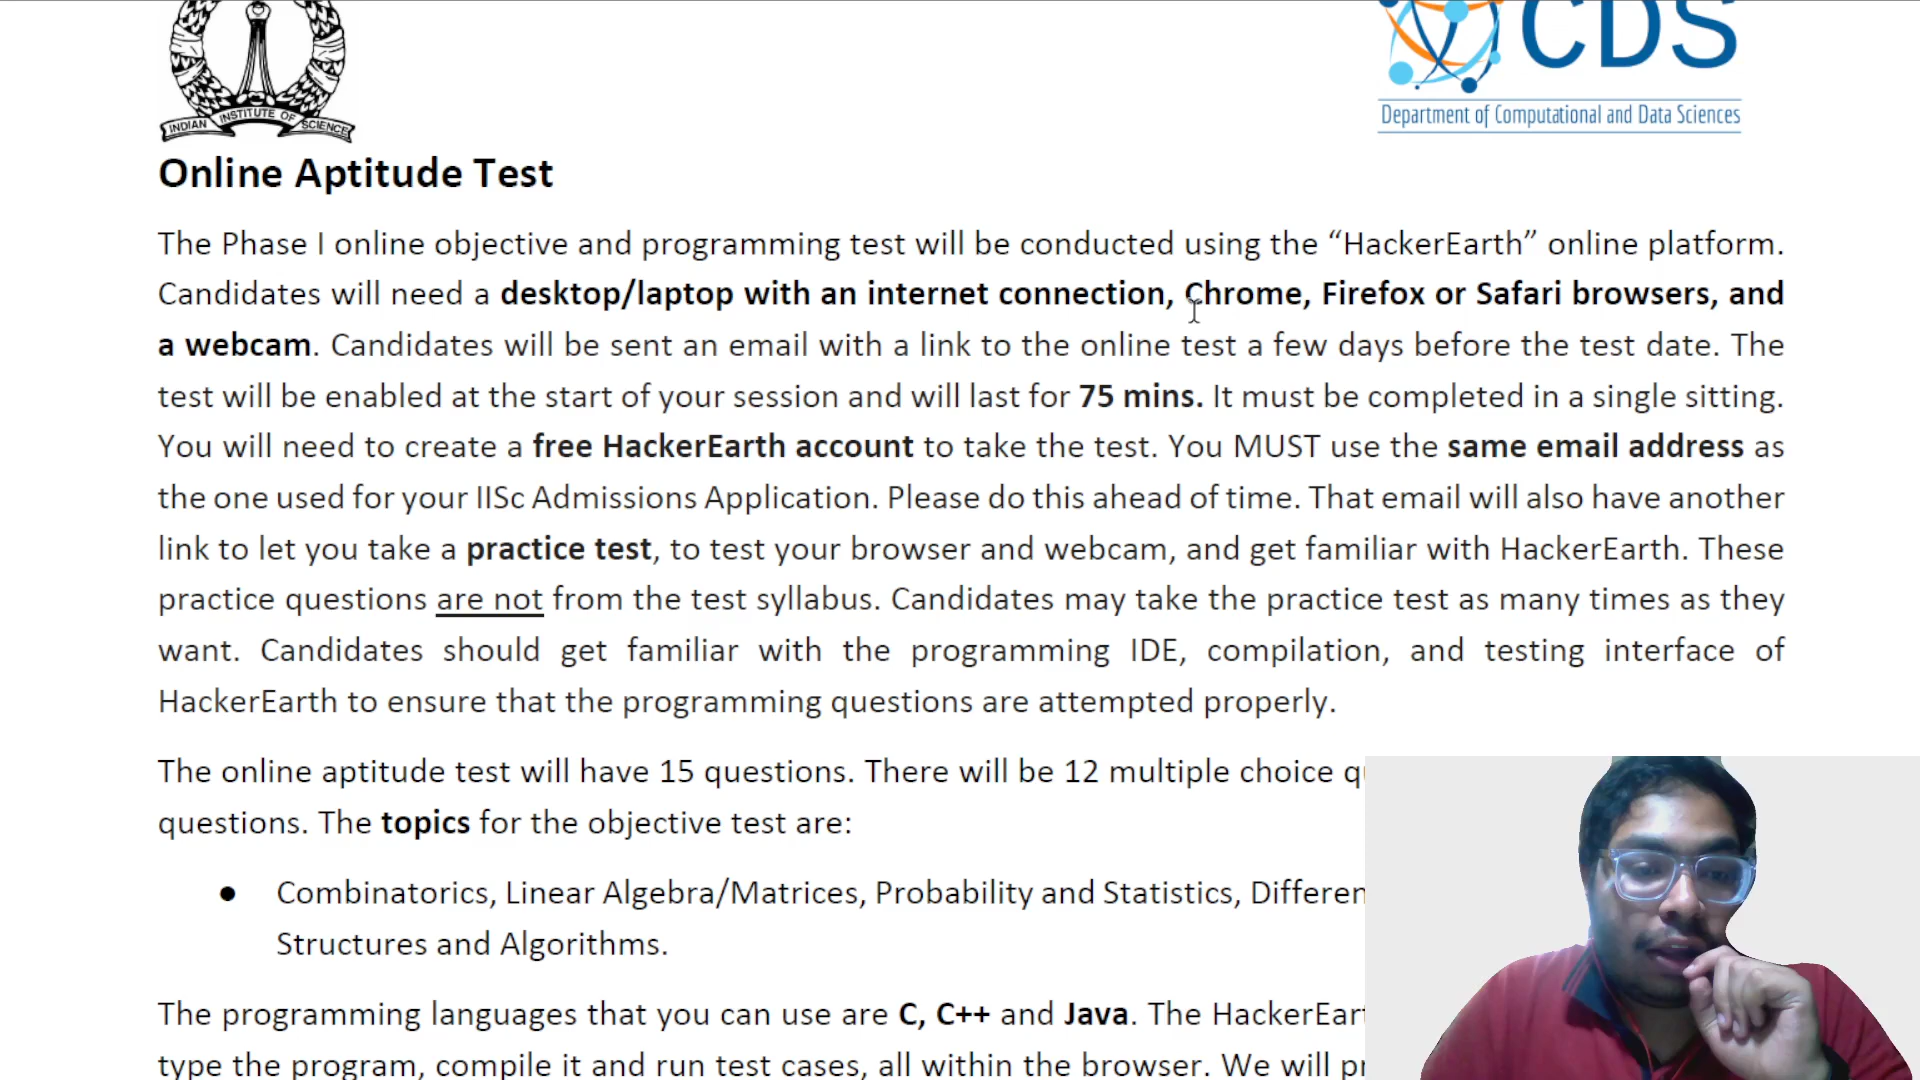 INDIAN INSTITUTE OF SCIENCE
CDS
Department of Computational and Data Sciences
Online Aptitude Test
The Phase I online objective and programming test will be conducted using the “HackerEarth” online platform.
Candidates will need a desktop/laptop with an internet connection, Chrome, Firefox or Safari browsers, and
a webcam. Candidates will be sent an email with a link to the online test a few days before the test date. The
test will be enabled at the start of your session and will last for 75 mins. It must be completed in a single sitting.
You will need to create a free HackerEarth account to take the test. You MUST use the same email address as
the one used for your IISc Admissions Application. Please do this ahead of time. That email will also have another
link to let you take a practice test, to test your browser and webcam, and get familiar with HackerEarth. These
practice questions are not from the test syllabus. Candidates may take the practice test as many times as they
want. Candidates should get familiar with the programming IDE, compilation, and testing interface of
HackerEarth to ensure that the programming questions are attempted properly.
The online aptitude test will have 15 questions. There will be 12 multiple choice
questions. The topics for the objective test are:
● Combinatorics, Linear Algebra/Matrices, Probability and Statistics,
Structures and Algorithms.
The programming languages that you can use are C, C++ and Java. The
type the program, compile it and run test cases, all within the browser. We will